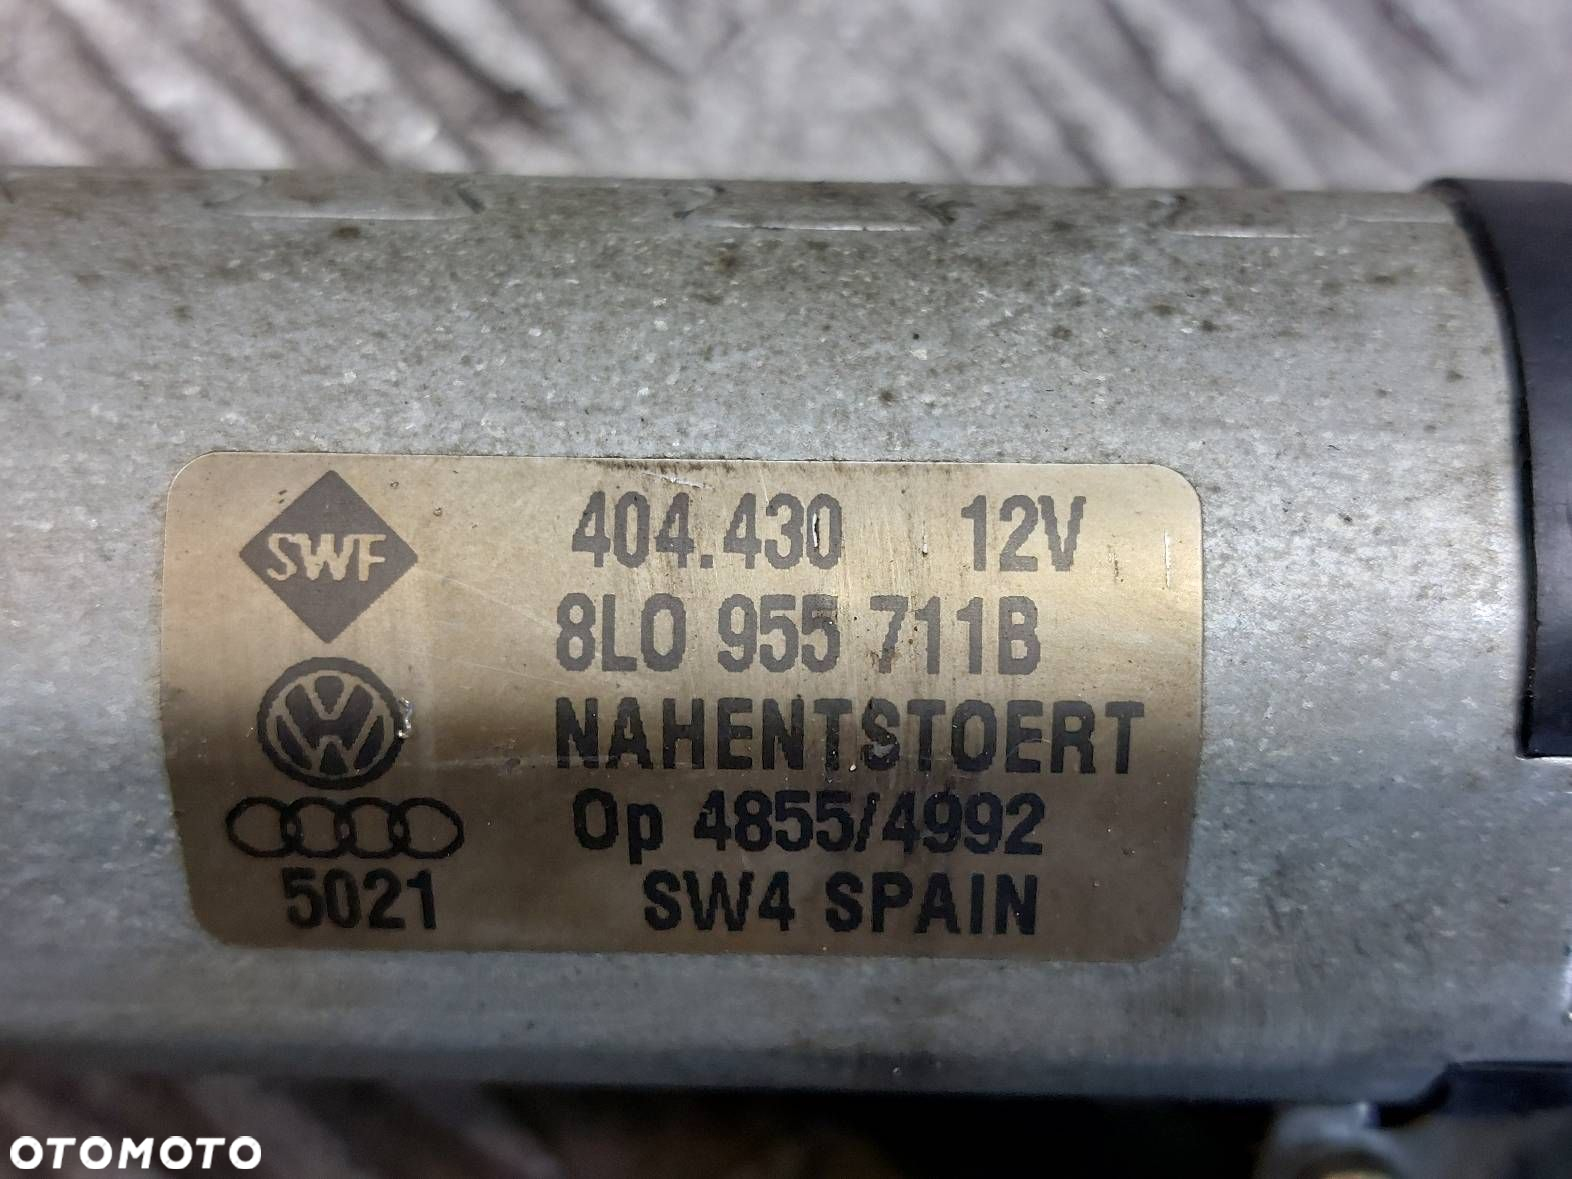 SWF
404.430 12V
8L0 955 711B
NAHENTSTOERT
Op 4855/4992
5021 SW4 SPAIN
OTOMOTO